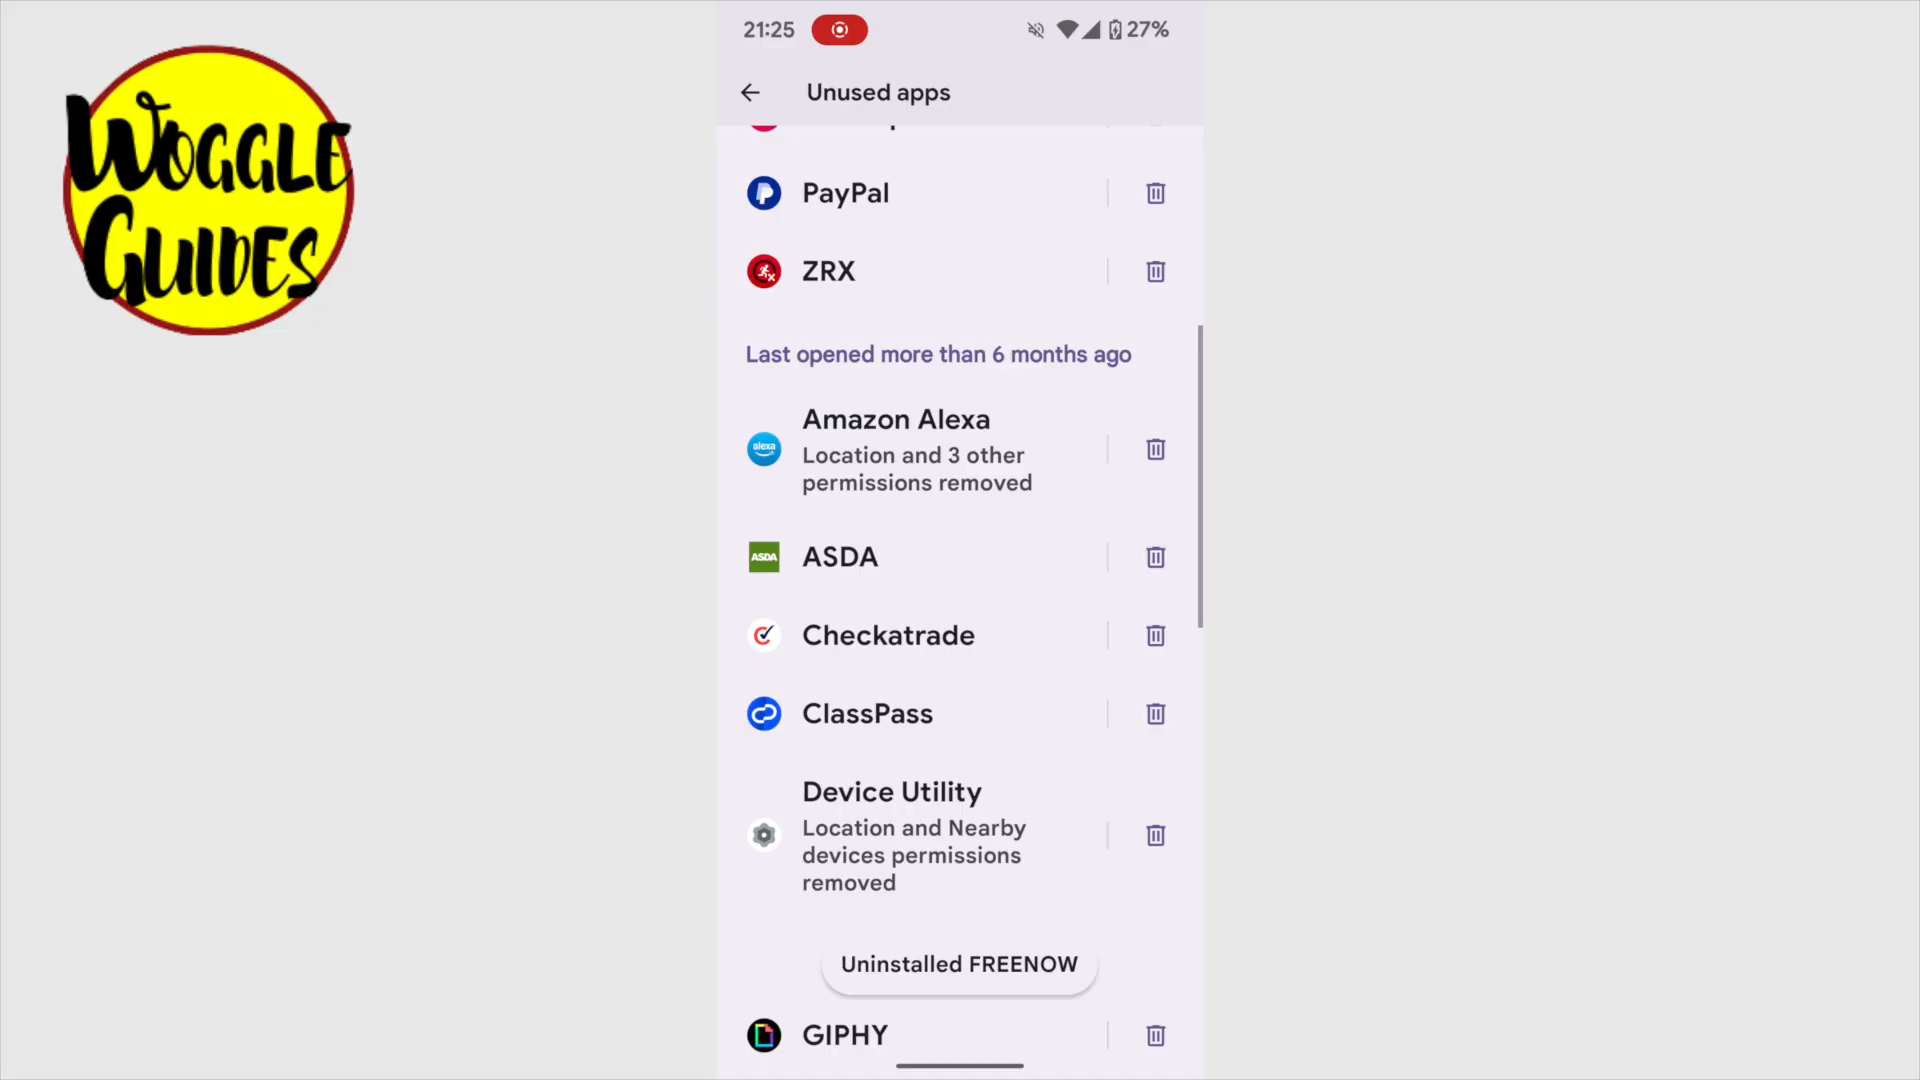 WOGGLE
GUIDES
21:25
27%
Unused apps
PayPal
ZRX
Last opened more than 6 months ago
alexa
Amazon Alexa
Location and 3 other
permissions removed
ASDA
ASDA
Checkatrade
ClassPass
Device Utility
Location and Nearby
devices permissions
removed
Uninstalled FREENOW
GIPHY